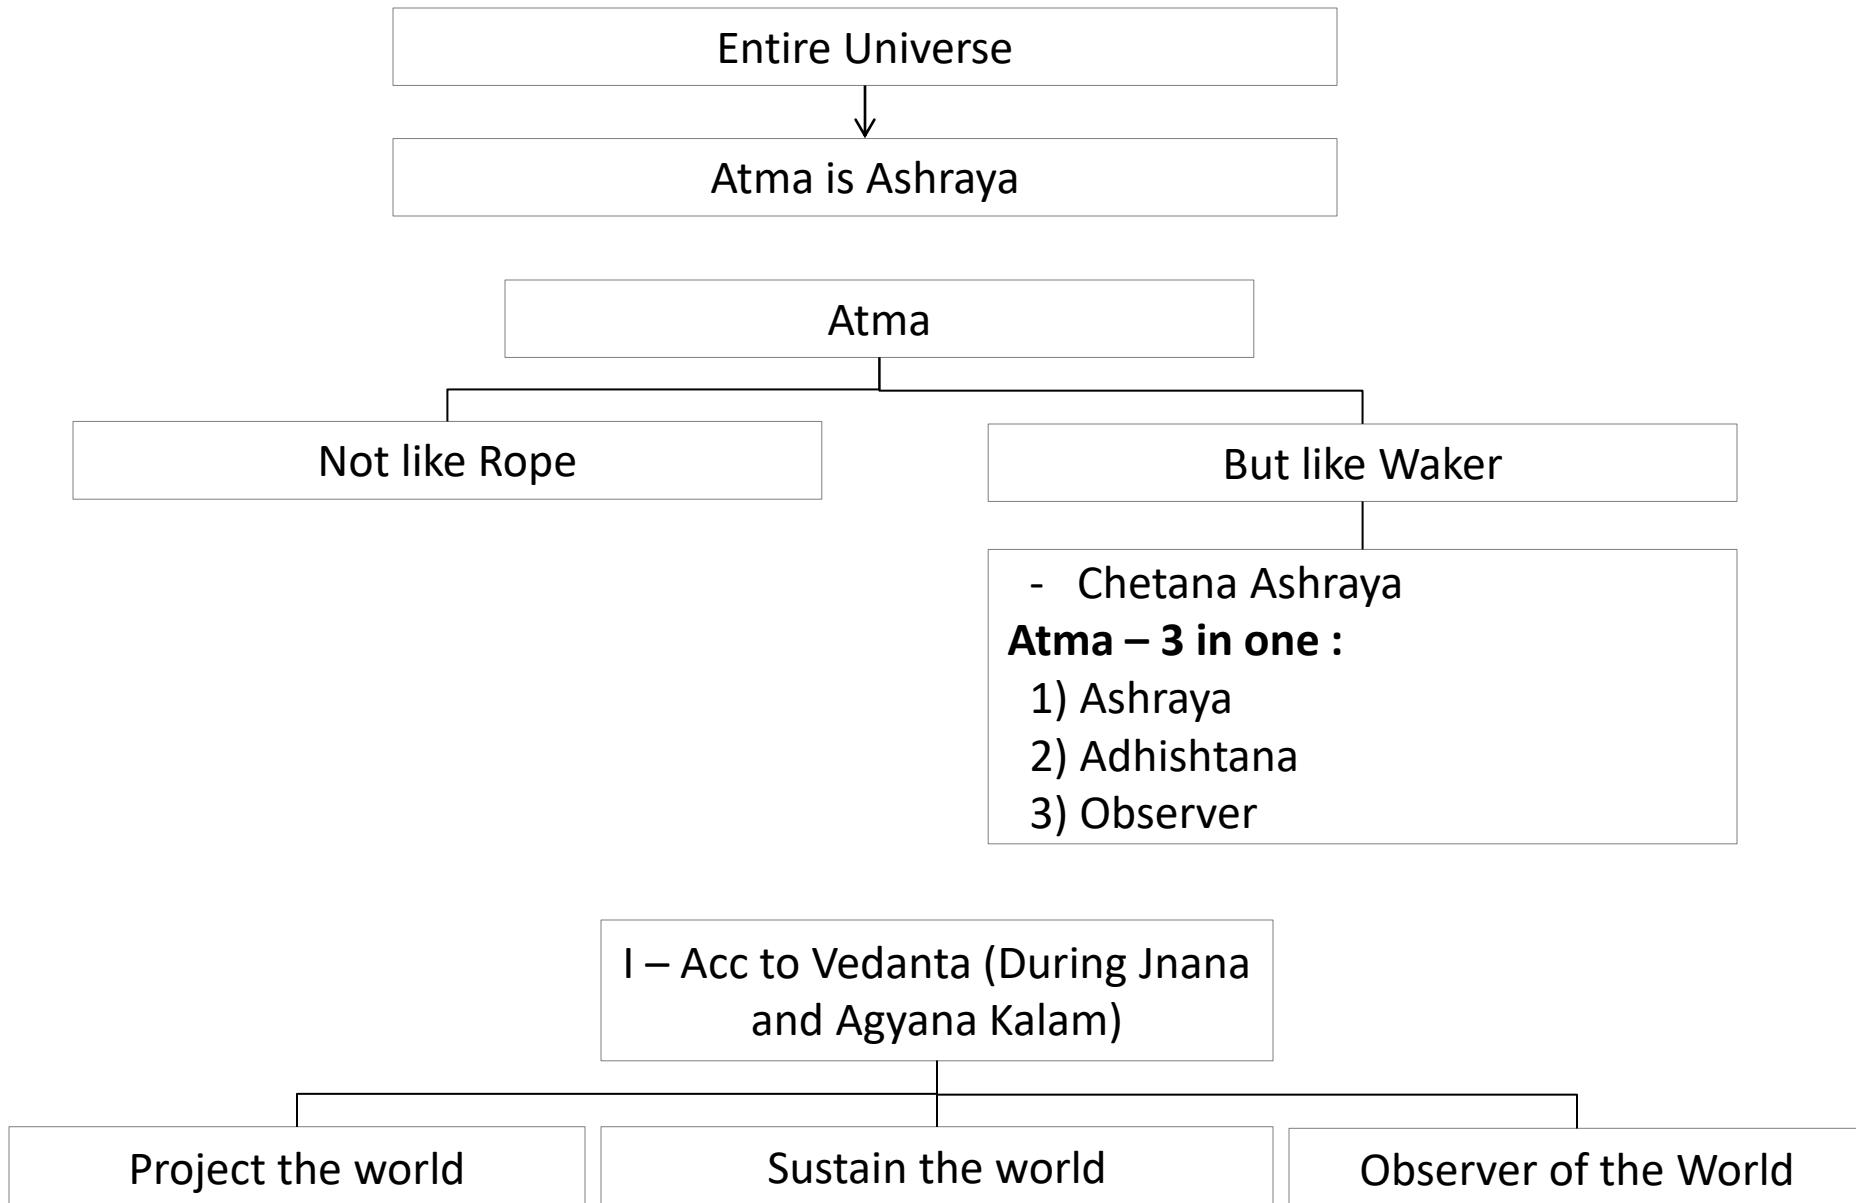 Entire Universe
Atma is Ashraya
Atma
Not like Rope
But like Waker
- Chetana Ashraya
Atma – 3 in one :
1) Ashraya
2) Adhishtana
3) Observer
I – Acc to Vedanta (During Jnana
and Agyana Kalam)
Project the world
Sustain the world
Observer of the World